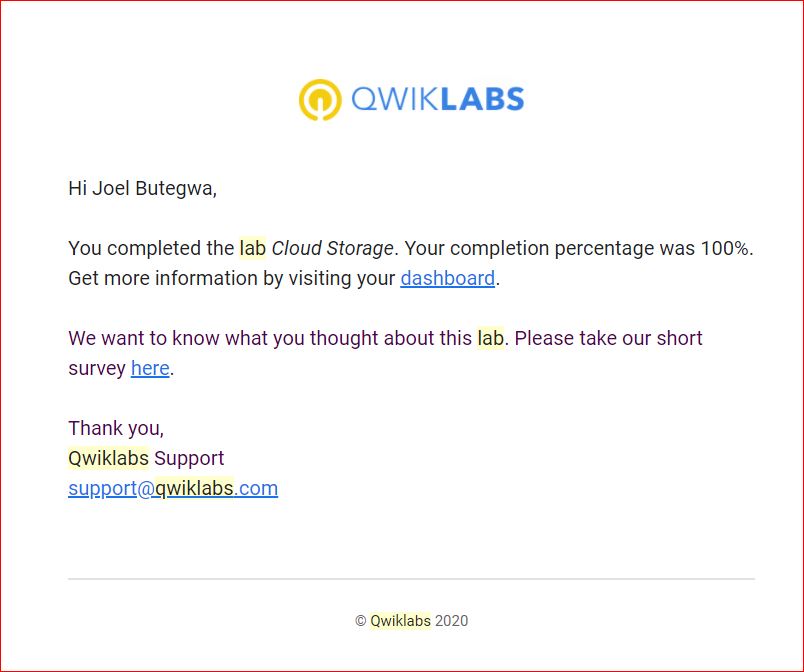 QWIKLABS
Hi Joel Butegwa,
You completed the lab Cloud Storage. Your completion percentage was 100%.
Get more information by visiting your dashboard.
We want to know what you thought about this lab. Please take our short
survey here.
Thank you,
Qwiklabs Support
support@qwiklabs.com
© Qwiklabs 2020